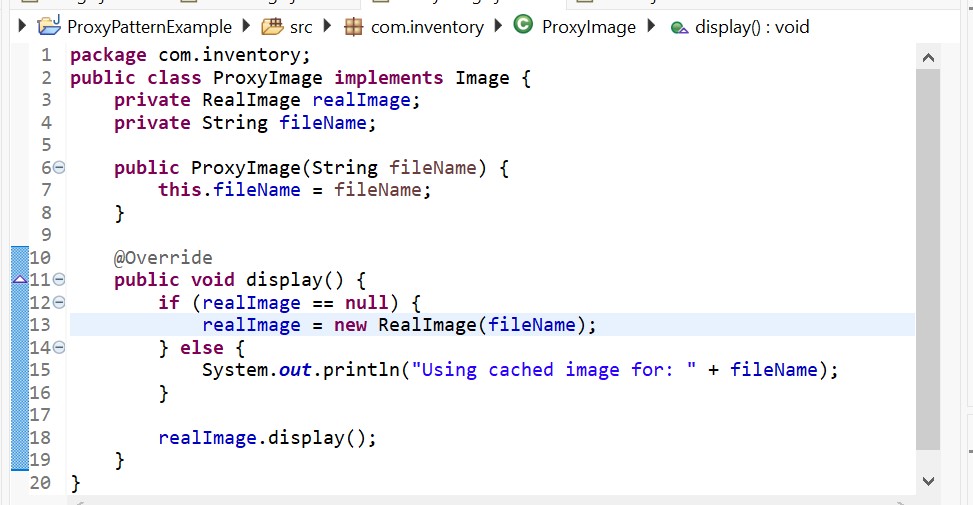 ProxyPatternExample src com.inventory ProxyImage display() : void
1 package com.inventory;
2 public class ProxyImage implements Image {
3     private RealImage realImage;
4     private String fileName;
5
6     public ProxyImage(String fileName) {
7         this.fileName = fileName;
8     }
9
10     @Override
11     public void display() {
12         if (realImage == null) {
13             realImage = new RealImage(fileName);
14         } else {
15             System.out.println("Using cached image for: " + fileName);
16         }
17
18         realImage.display();
19     }
20 }